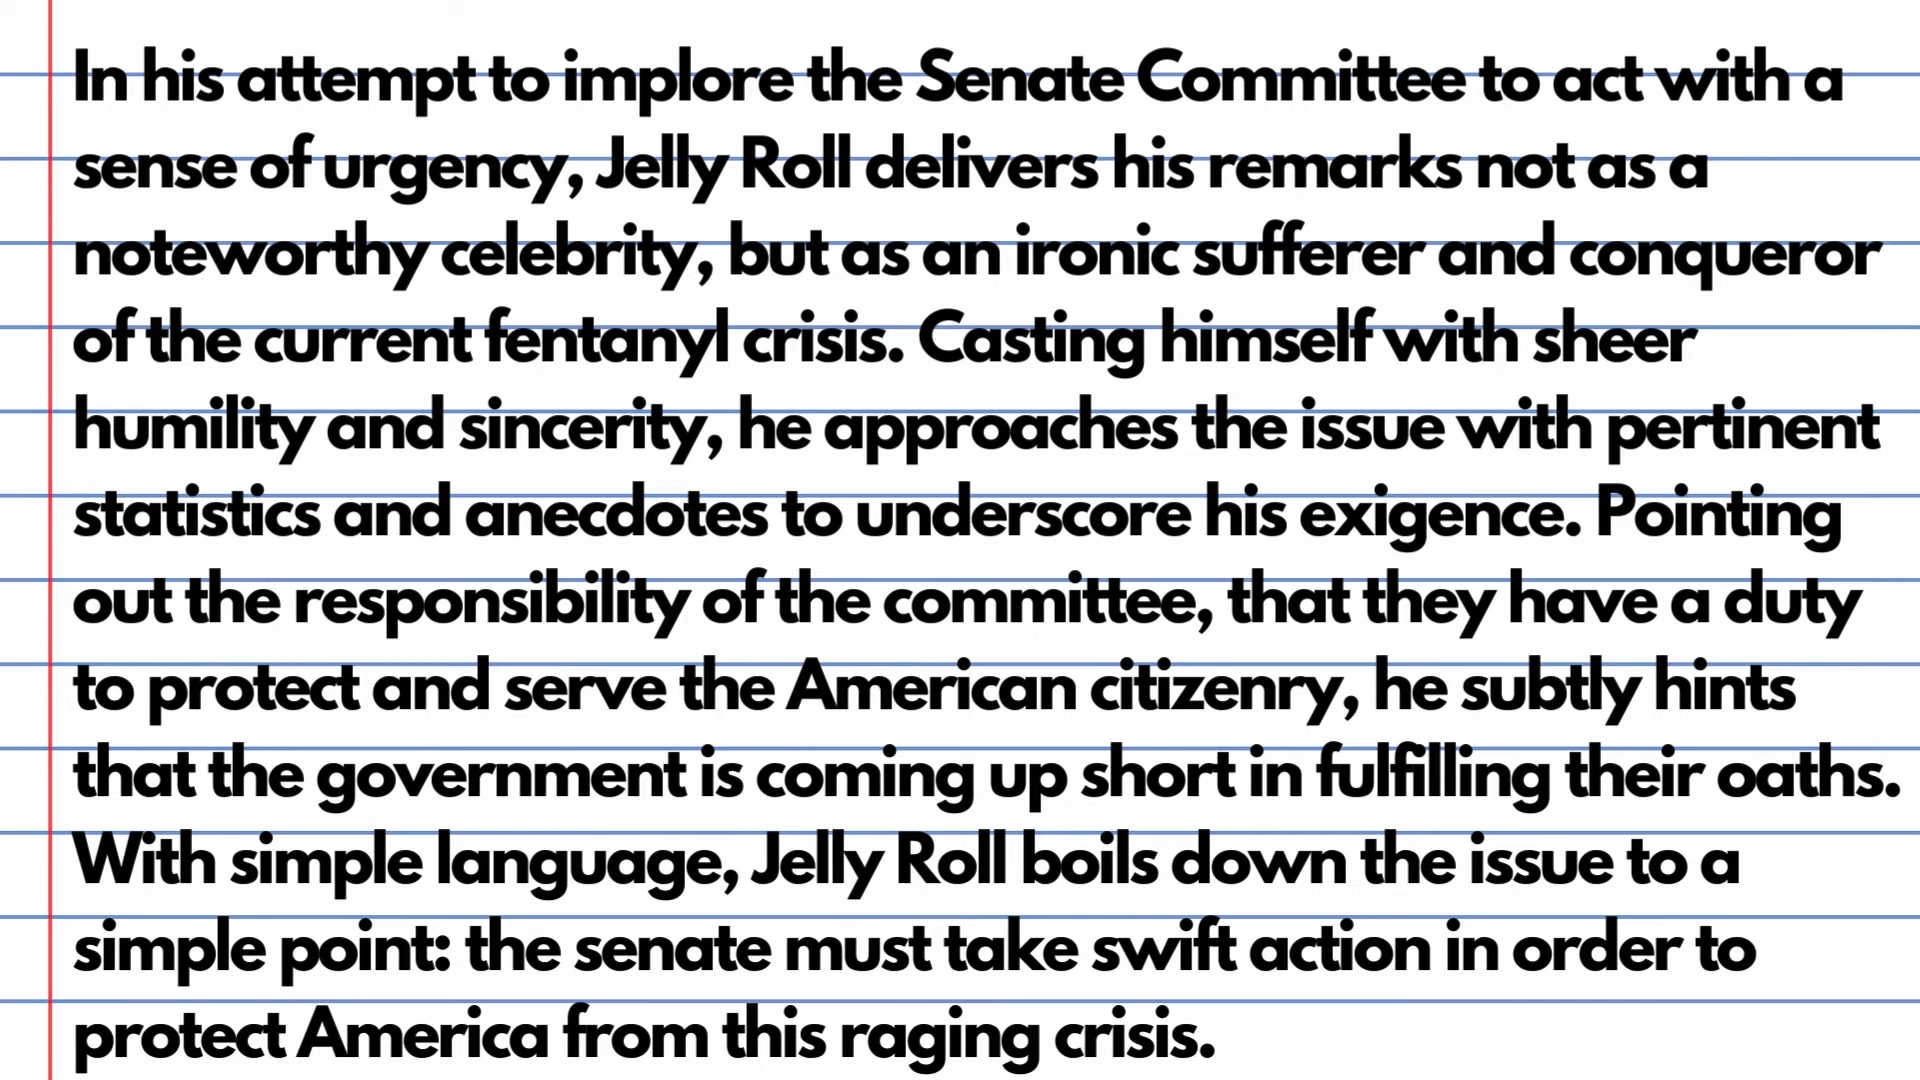 In his attempt to implore the Senate Committee to act with a
sense of urgency, Jelly Roll delivers his remarks not as a
noteworthy celebrity, but as an ironic sufferer and conqueror
of the current fentanyl crisis. Casting himself with sheer
humility and sincerity, he approaches the issue with pertinent
statistics and anecdotes to underscore his exigence. Pointing
out the responsibility of the committee, that they have a duty
to protect and serve the American citizenry, he subtly hints
that the government is coming up short in fulfilling their oaths.
With simple language, Jelly Roll boils down the issue to a
simple point: the senate must take swift action in order to
protect America from this raging crisis.